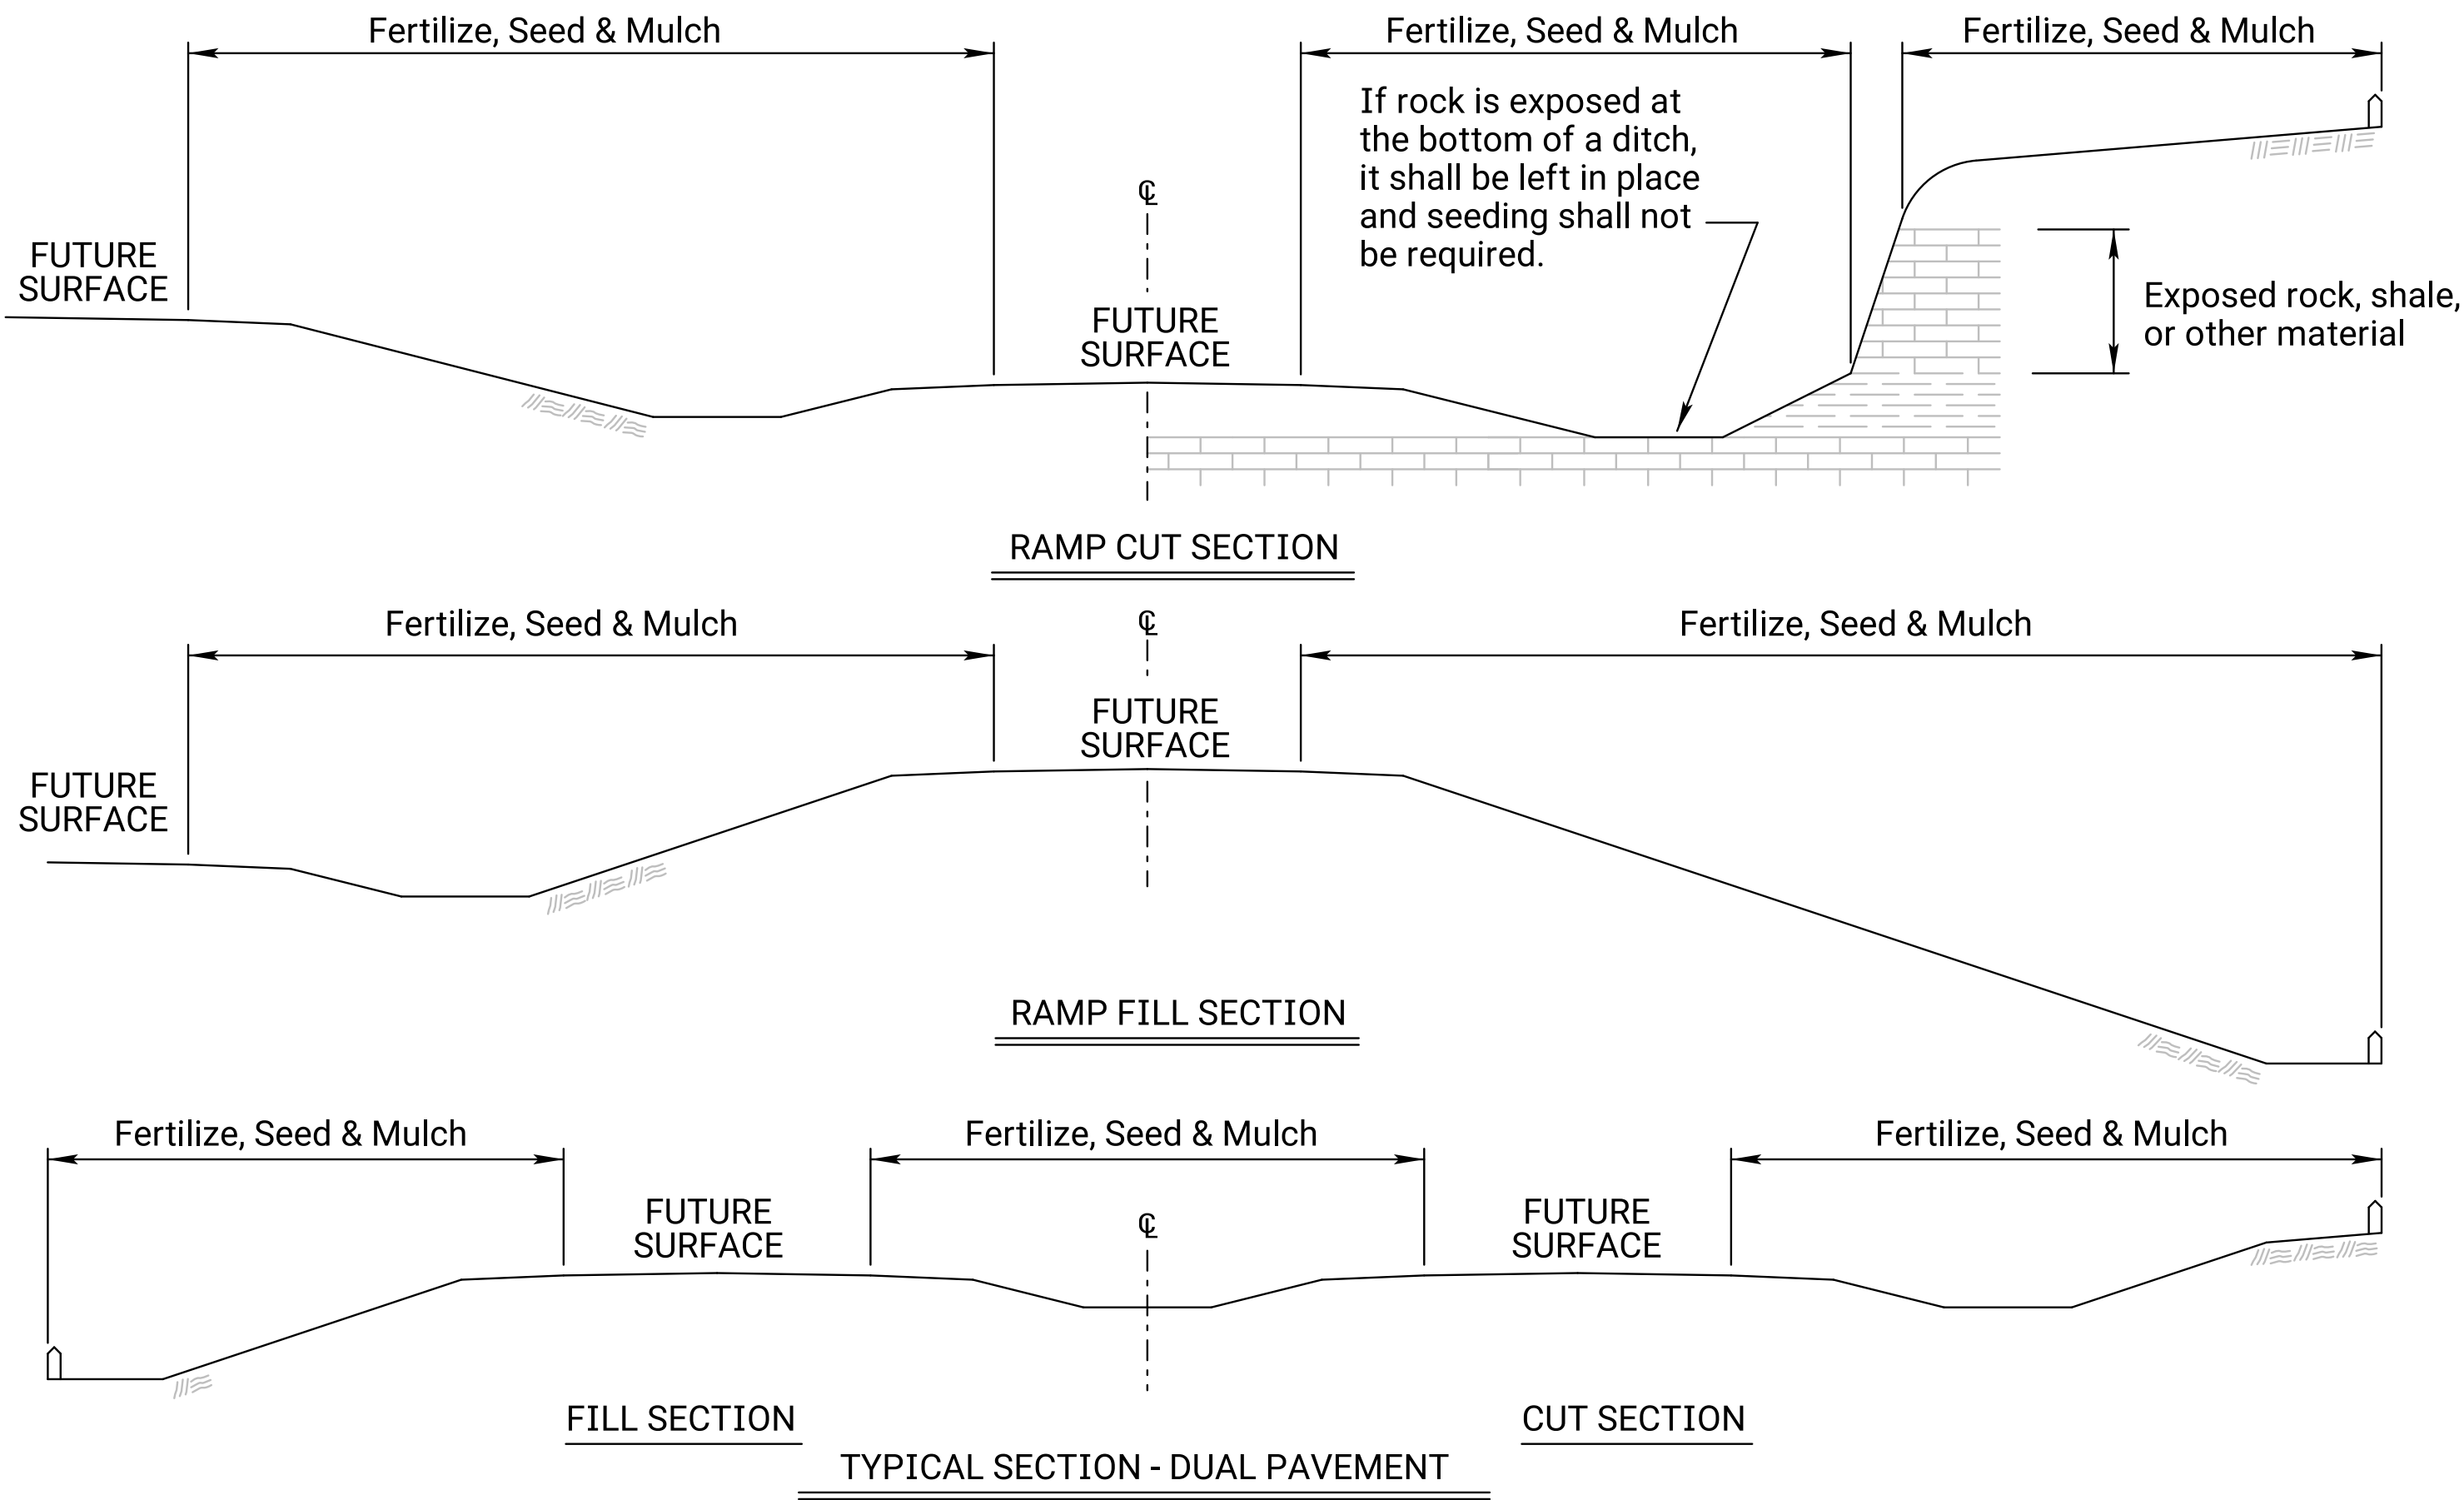 Fertilize, Seed & Mulch
Fertilize, Seed & Mulch
Fertilize, Seed & Mulch
If rock is exposed at
the bottom of a ditch,
it shall be left in place
and seeding shall not
be required.
℄
FUTURE
SURFACE
FUTURE
SURFACE
Exposed rock, shale,
or other material
RAMP CUT SECTION
Fertilize, Seed & Mulch
℄
Fertilize, Seed & Mulch
FUTURE
SURFACE
FUTURE
SURFACE
RAMP FILL SECTION
Fertilize, Seed & Mulch
Fertilize, Seed & Mulch
Fertilize, Seed & Mulch
FUTURE
SURFACE
℄
FUTURE
SURFACE
FILL SECTION
CUT SECTION
TYPICAL SECTION - DUAL PAVEMENT